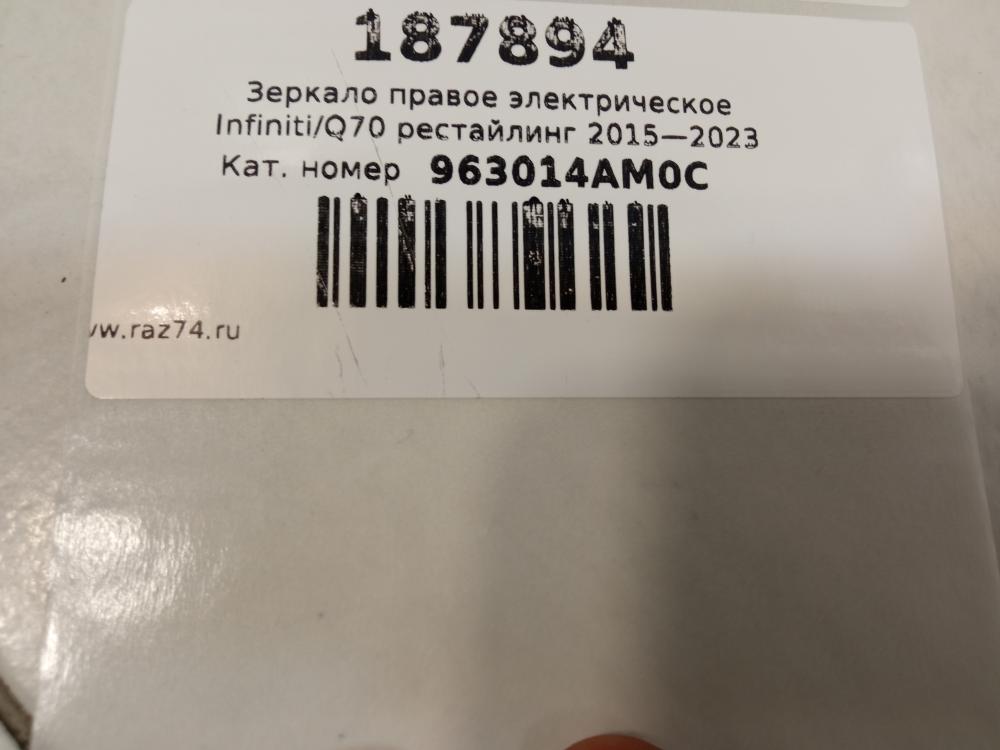 187894
Зеркало правое электрическое
Infiniti/Q70 рестайлинг 2015—2023
Кат. номер 963014AM0C
w.raz74.ru